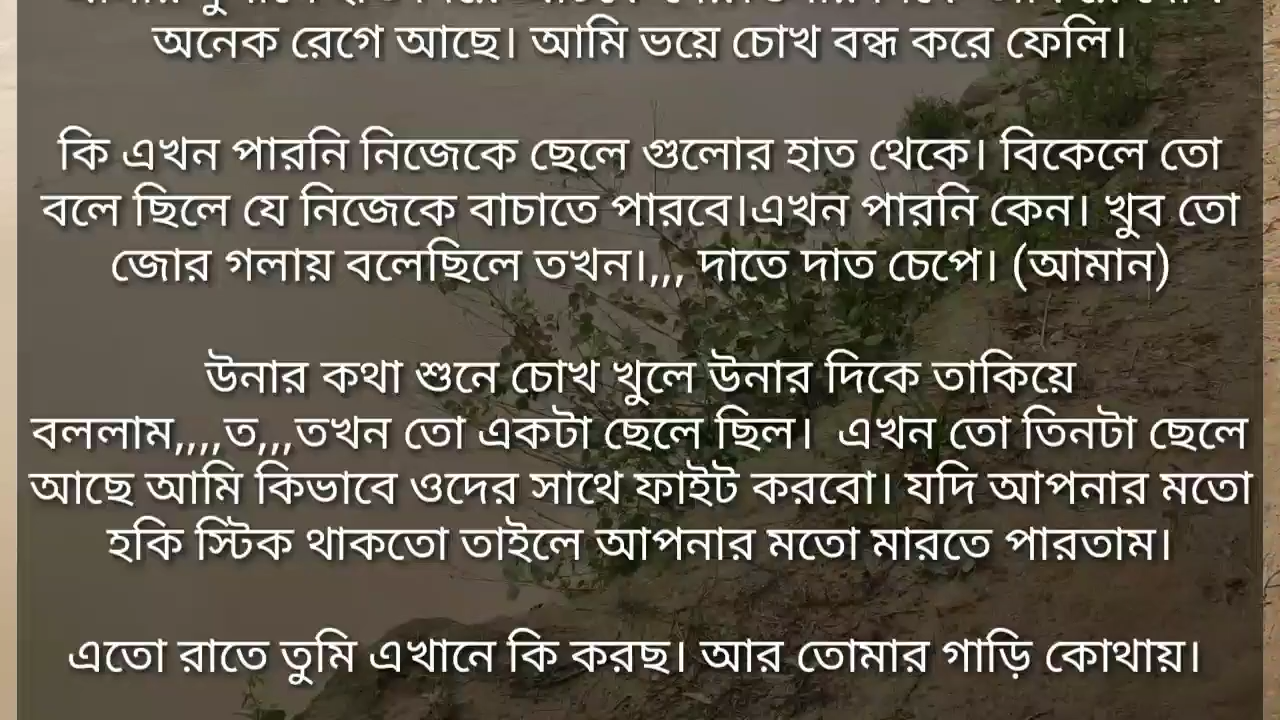 অনেক রেগে আছে। আমি ভয়ে চোখ বন্ধ করে ফেলি।
কি এখন পারনি নিজেকে ছেলে গুলোর হাত থেকে। বিকেলে তো
বলে ছিলে যে নিজেকে বাচাতে পারবে।এখন পারনি কেন। খুব তো
জোর গলায় বলেছিলে তখন।,,, দাতে দাত চেপে। (আমান)
উনার কথা শুনে চোখ খুলে উনার দিকে তাকিয়ে
বললাম,,,,ত,,,তখন তো একটা ছেলে ছিল।  এখন তো তিনটা ছেলে
আছে আমি কিভাবে ওদের সাথে ফাইট করবো। যদি আপনার মতো
হকি স্টিক থাকতো তাইলে আপনার মতো মারতে পারতাম।
এতো রাতে তুমি এখানে কি করছ। আর তোমার গাড়ি কোথায়।